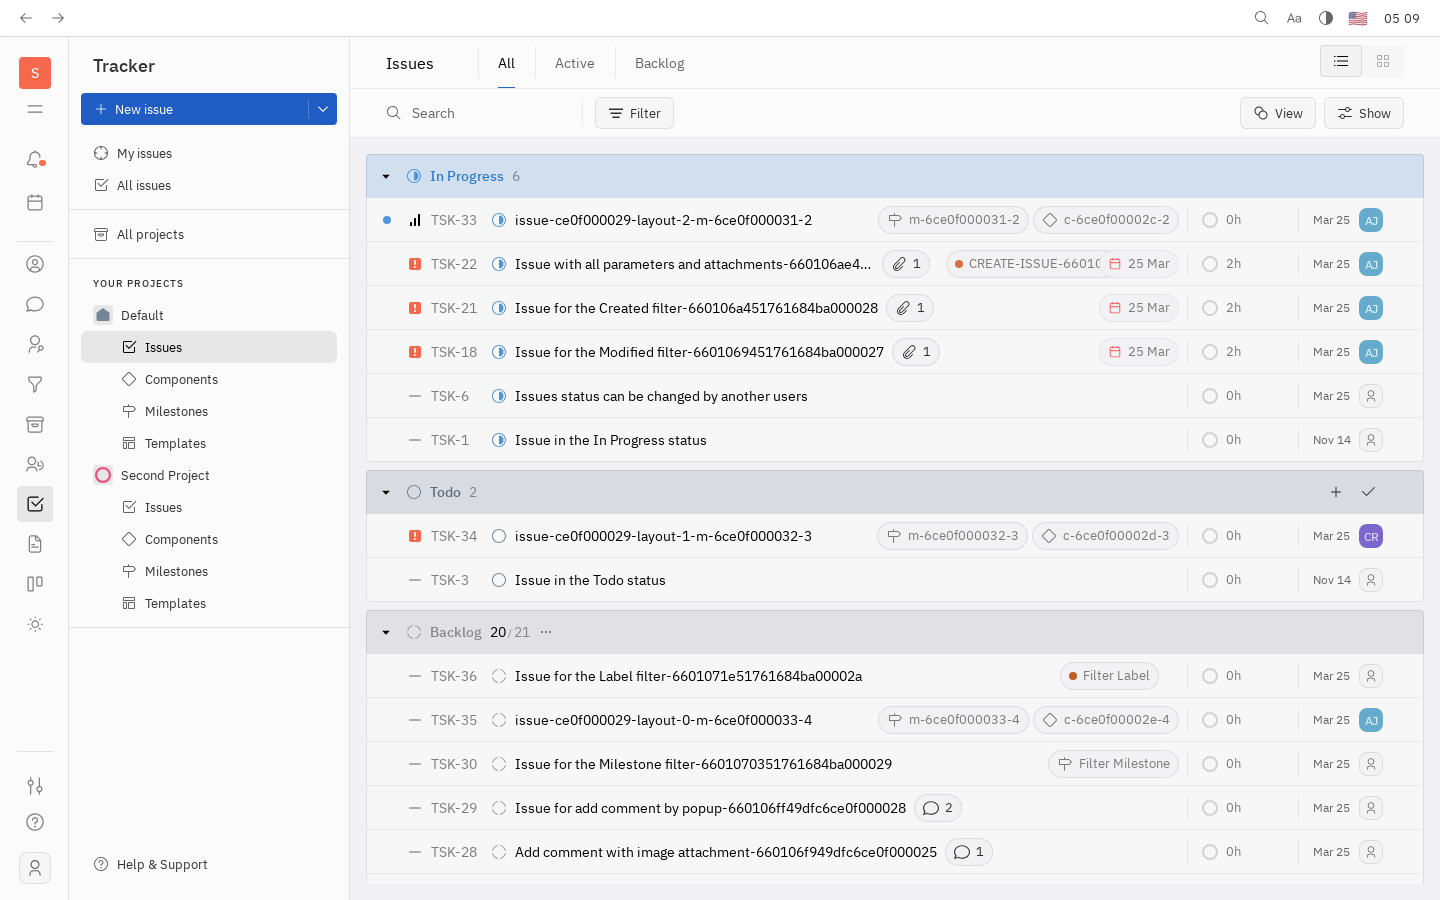 Aa
05 09
S
Tracker
New issue
My issues
All issues
All projects
YOUR PROJECTS
Default
Issues
Components
Milestones
Templates
Second Project
Issues
Components
Milestones
Templates
Help & Support
Issues
All
Active
Backlog
Search
Filter
View
Show
In Progress 6
TSK-33 issue-ce0f000029-layout-2-m-6ce0f000031-2 m-6ce0f000031-2 c-6ce0f00002c-2 0h Mar 25 AJ
TSK-22 Issue with all parameters and attachments-660106ae4... 1 CREATE-ISSUE-66010 25 Mar 2h Mar 25 AJ
TSK-21 Issue for the Created filter-660106a451761684ba000028 1 25 Mar 2h Mar 25 AJ
TSK-18 Issue for the Modified filter-6601069451761684ba000027 1 25 Mar 2h Mar 25 AJ
TSK-6 Issues status can be changed by another users 0h Mar 25
TSK-1 Issue in the In Progress status 0h Nov 14
Todo 2
TSK-34 issue-ce0f000029-layout-1-m-6ce0f000032-3 m-6ce0f000032-3 c-6ce0f00002d-3 0h Mar 25 CR
TSK-3 Issue in the Todo status 0h Nov 14
Backlog 20/21 ...
TSK-36 Issue for the Label filter-6601071e51761684ba00002a Filter Label 0h Mar 25
TSK-35 issue-ce0f000029-layout-0-m-6ce0f000033-4 m-6ce0f000033-4 c-6ce0f00002e-4 0h Mar 25 AJ
TSK-30 Issue for the Milestone filter-6601070351761684ba000029 Filter Milestone 0h Mar 25
TSK-29 Issue for add comment by popup-660106ff49dfc6ce0f000028 2 0h Mar 25
TSK-28 Add comment with image attachment-660106f949dfc6ce0f000025 1 0h Mar 25